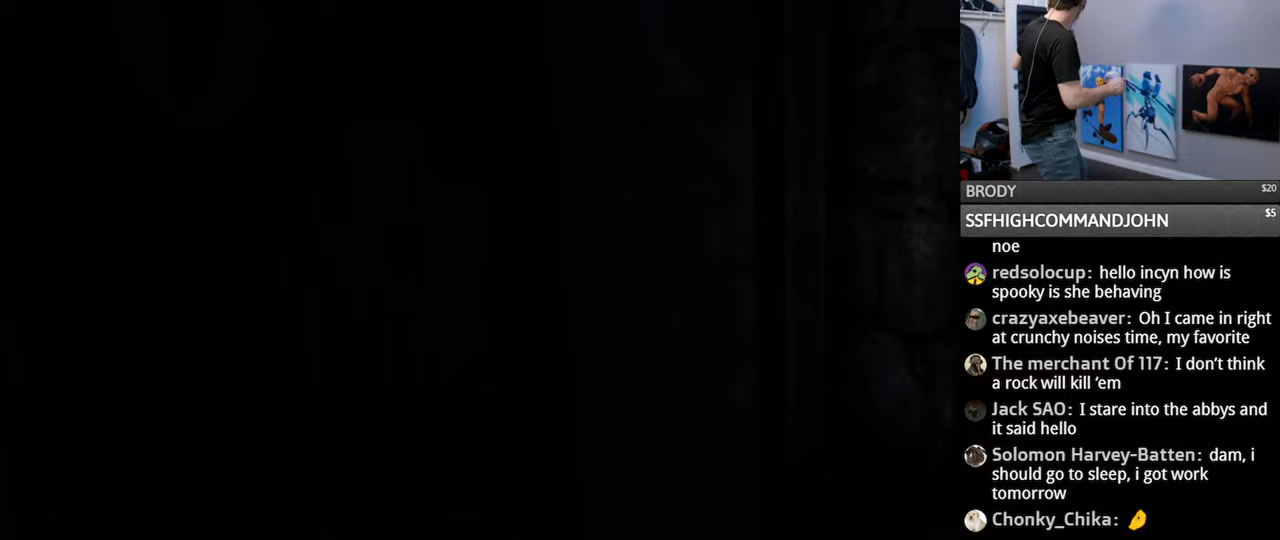 BRODY $20
SSFHIGHCOMMANDJOHN $5
noe
redsolocup: hello incyn how is
spooky is she behaving
crazyaxebeaver: Oh I came in right
at crunchy noises time, my favorite
The merchant Of 117: I don't think
a rock will kill 'em
Jack SAO: I stare into the abbys and
it said hello
Solomon Harvey-Batten: dam, i
should go to sleep, i got work
tomorrow
Chonky_Chika: